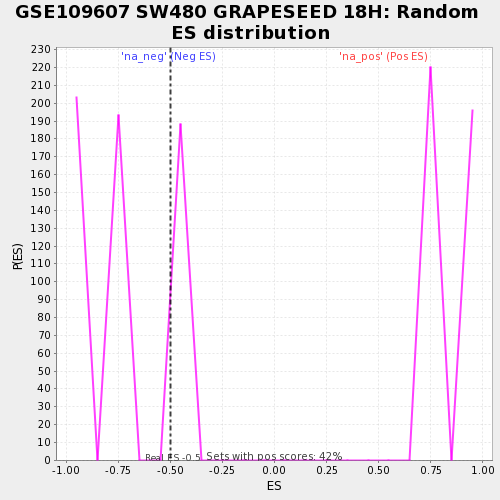 GSE109607 SW480 GRAPESEED 18H: Random
ES distribution
230
220
210
200
190
180
170
160
150
140
130
120
110
100
90
80
70
60
50
40
30
20
10
0
P(ES)
'na_neg' (Neg ES)
'na_pos' (Pos ES)
Real ES -0.5
Sets with pos scores: 42%
-1.00 -0.75 -0.50 -0.25 0.00 0.25 0.50 0.75 1.00
ES